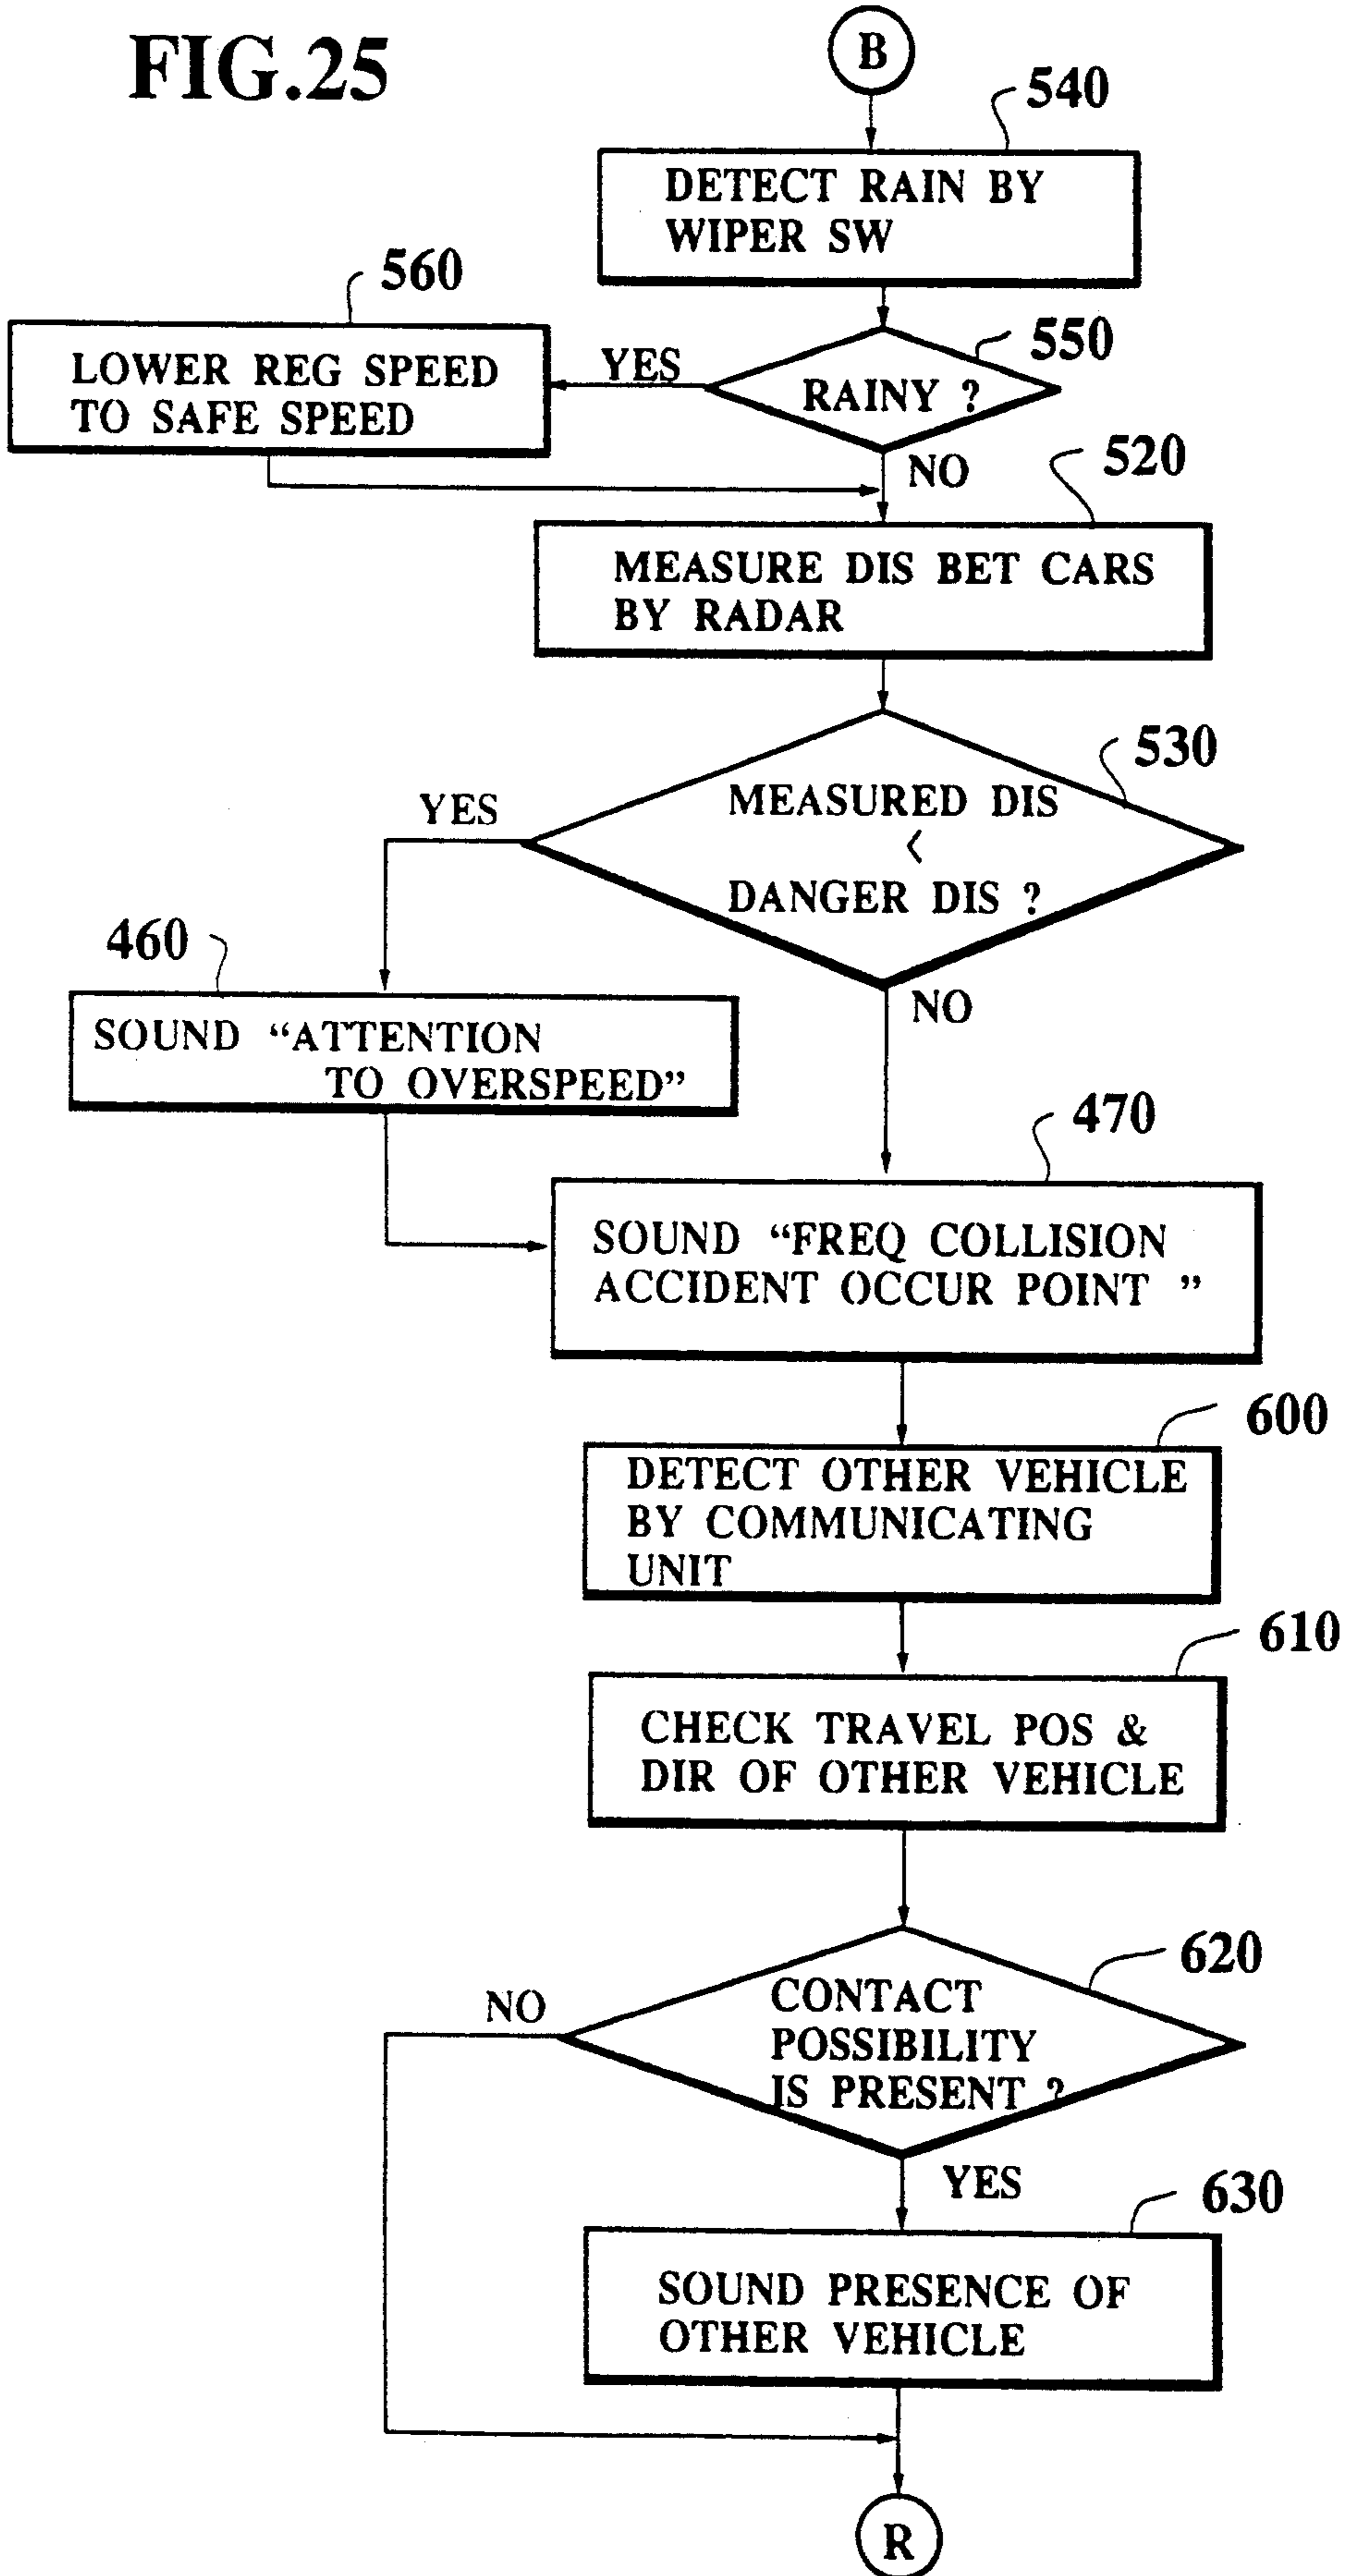 FIG.25
B
540
DETECT RAIN BY
WIPER SW
560
550
LOWER REG SPEED
TO SAFE SPEED
YES
RAINY ?
NO
520
MEASURE DIS BET CARS
BY RADAR
530
YES
MEASURED DIS
<
DANGER DIS ?
460
NO
SOUND “ATTENTION
TO OVERSPEED”
470
SOUND “FREQ COLLISION
ACCIDENT OCCUR POINT ”
600
DETECT OTHER VEHICLE
BY COMMUNICATING
UNIT
610
CHECK TRAVEL POS &
DIR OF OTHER VEHICLE
620
NO
CONTACT
POSSIBILITY
IS PRESENT ?
YES
630
SOUND PRESENCE OF
OTHER VEHICLE
R